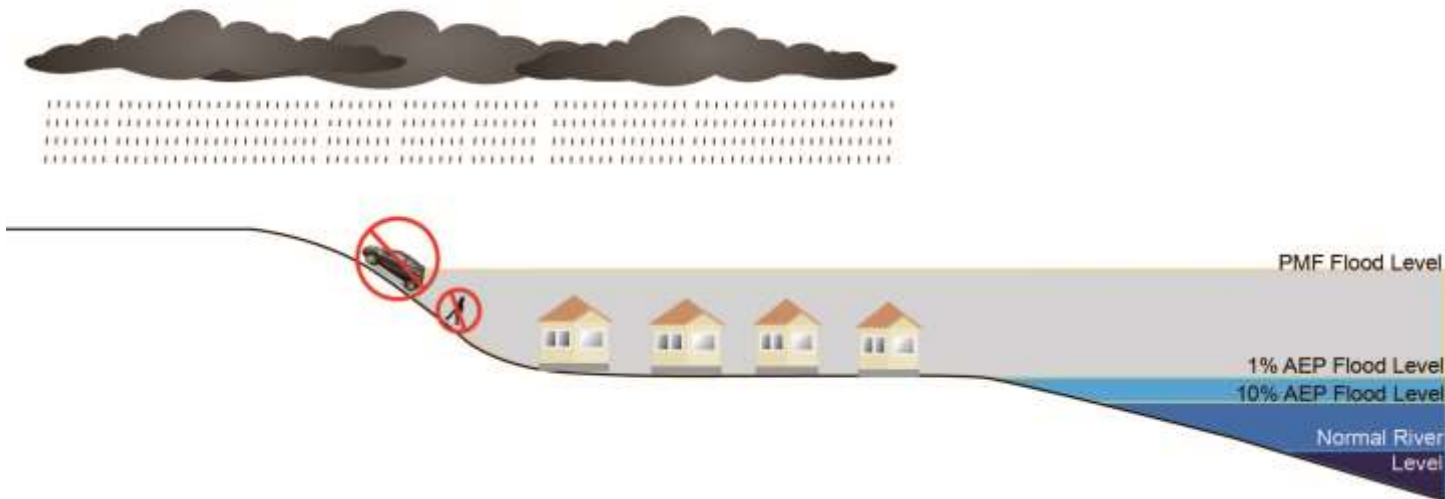 PMF Flood Level
1% AEP Flood Level
10% AEP Flood Level
Normal River
Level